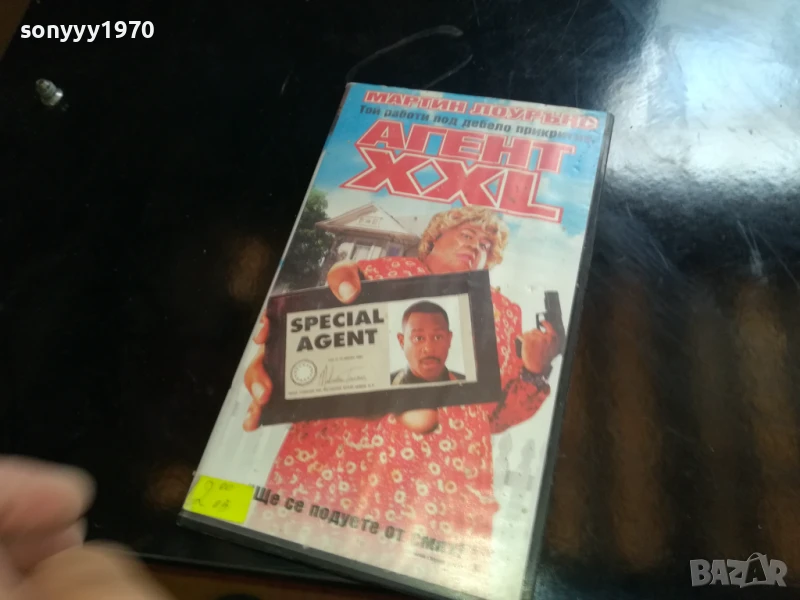 sonyyy1970
МАРТИН ЛОУРЪНС
Той работи под дебело прикритие
АГЕНТ
XXL
SPECIAL
AGENT
"Ще се подуете от смях!
BAZAR